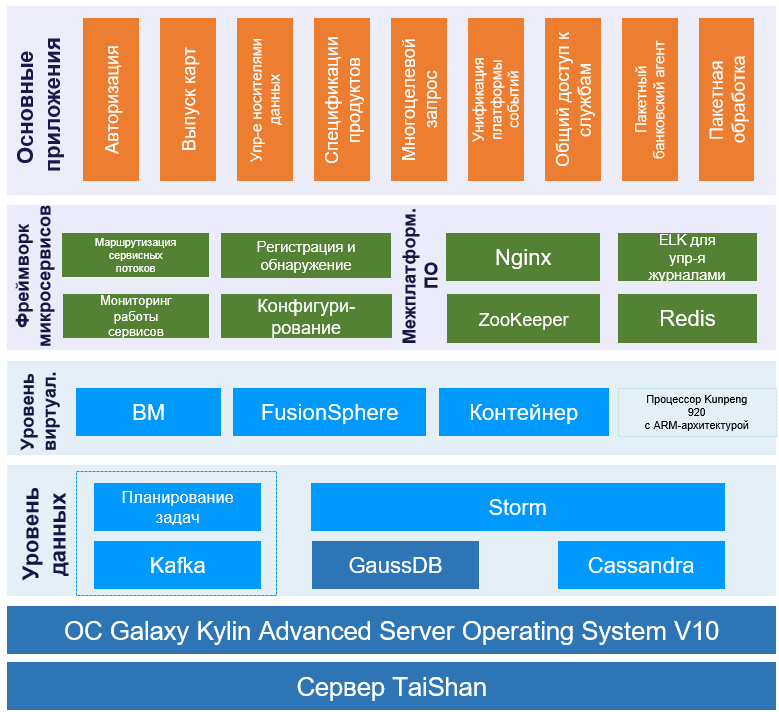 Основные
приложения
Авторизация
Выпуск карт
Упр-е носителями
данных
Спецификации
продуктов
Многоцелевой
запрос
Унификация
платформы
событий
Общий доступ к
службам
Пакетный
банковский агент
Пакетная
обработка
Фреймворк
микросервисов
Маршрутизация
сервисных
потоков
Регистрация и
обнаружение
Мониторинг
работы
сервисов
Конфигури-
рование
Межплатформ.
ПО
Nginx
ELK для
упр-я
журналами
ZooKeeper
Redis
Уровень
виртуал.
ВМ
FusionSphere
Контейнер
Процессор Kunpeng
920
с ARM-архитектурой
Уровень
данных
Планирование
задач
Storm
Kafka
GaussDB
Cassandra
ОС Galaxy Kylin Advanced Server Operating System V10
Сервер TaiShan